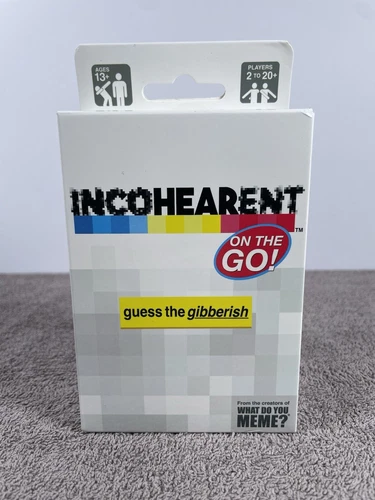 AGES
13+
PLAYERS
2 TO 20+
INCOHEARENT
TM
ON THE
GO!
guess the gibberish
From the creators of
WHAT DO YOU
MEME?